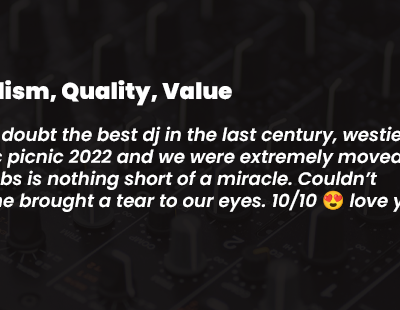 lism, Quality, Value
doubt the best dj in the last century, westie
picnic 2022 and we were extremely moved
bs is nothing short of a miracle. Couldn't
brought a tear to our eyes. 10/10 😍 love y